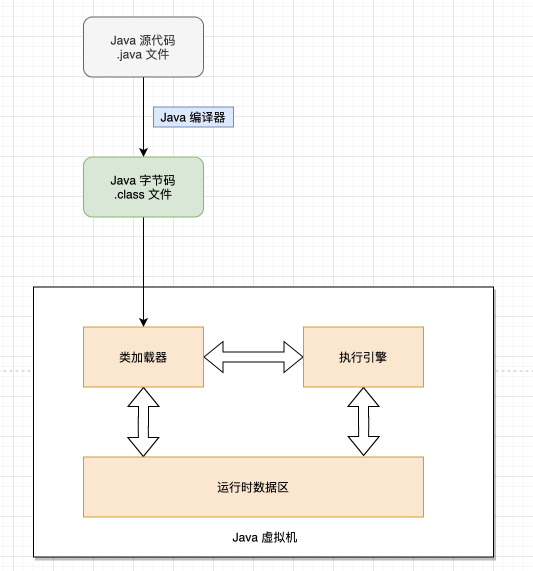 Java 源代码
.java 文件
Java 编译器
Java 字节码
.class 文件
类加载器
执行引擎
运行时数据区
Java 虚拟机